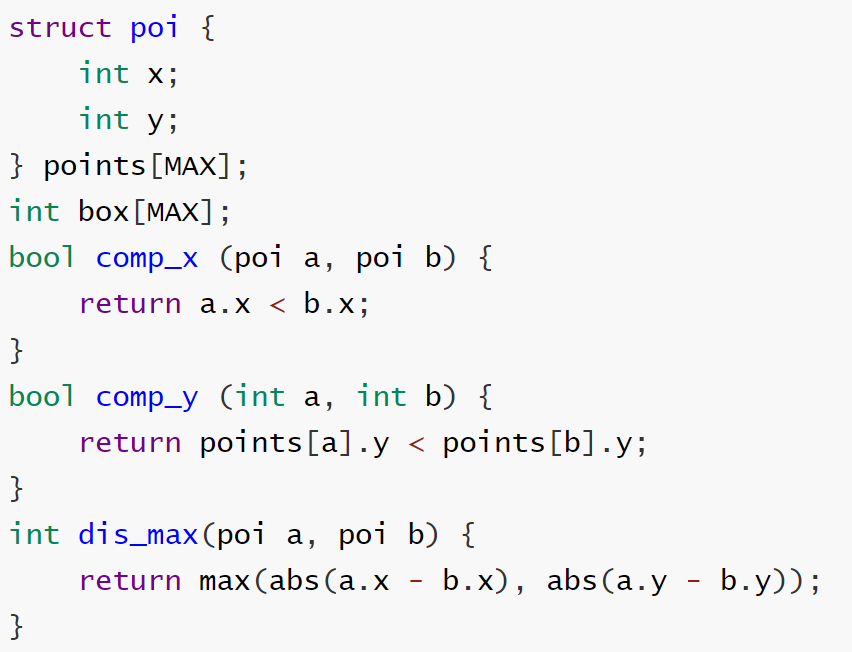 struct poi {
    int x;
    int y;
} points[MAX];
int box[MAX];
bool comp_x (poi a, poi b) {
    return a.x < b.x;
}
bool comp_y (int a, int b) {
    return points[a].y < points[b].y;
}
int dis_max(poi a, poi b) {
    return max(abs(a.x - b.x), abs(a.y - b.y));
}